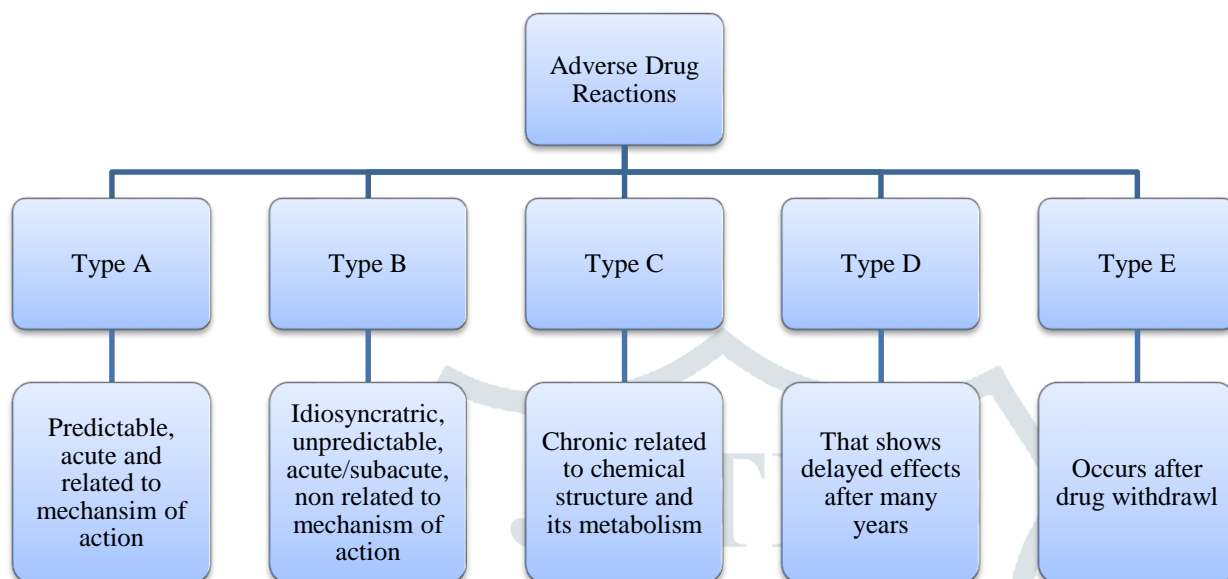 Adverse Drug
Reactions
Type A
Type B
Type C
Type D
Type E
Predictable,
acute and
related to
mechansim of
action
Idiosyncratric,
unpredictable,
acute/subacute,
non related to
mechanism of
action
Chronic related
to chemical
structure and
its metabolism
That shows
delayed effects
after many
years
Occurs after
drug withdrawl